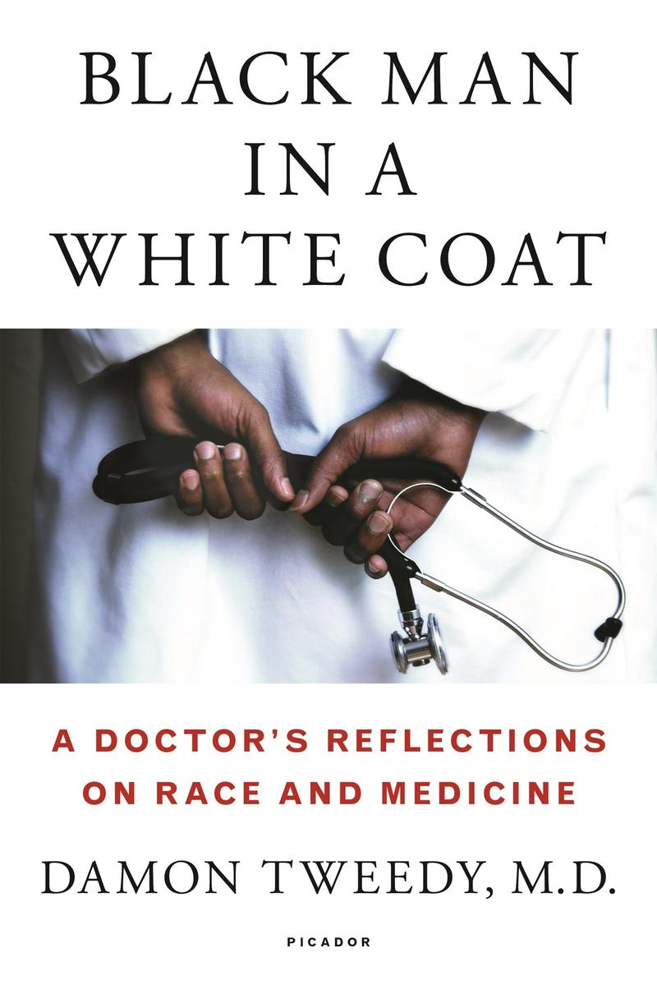 BLACK MAN
IN A
WHITE COAT
A DOCTOR’S REFLECTIONS
ON RACE AND MEDICINE
DAMON TWEEDY, M.D.
PICADOR